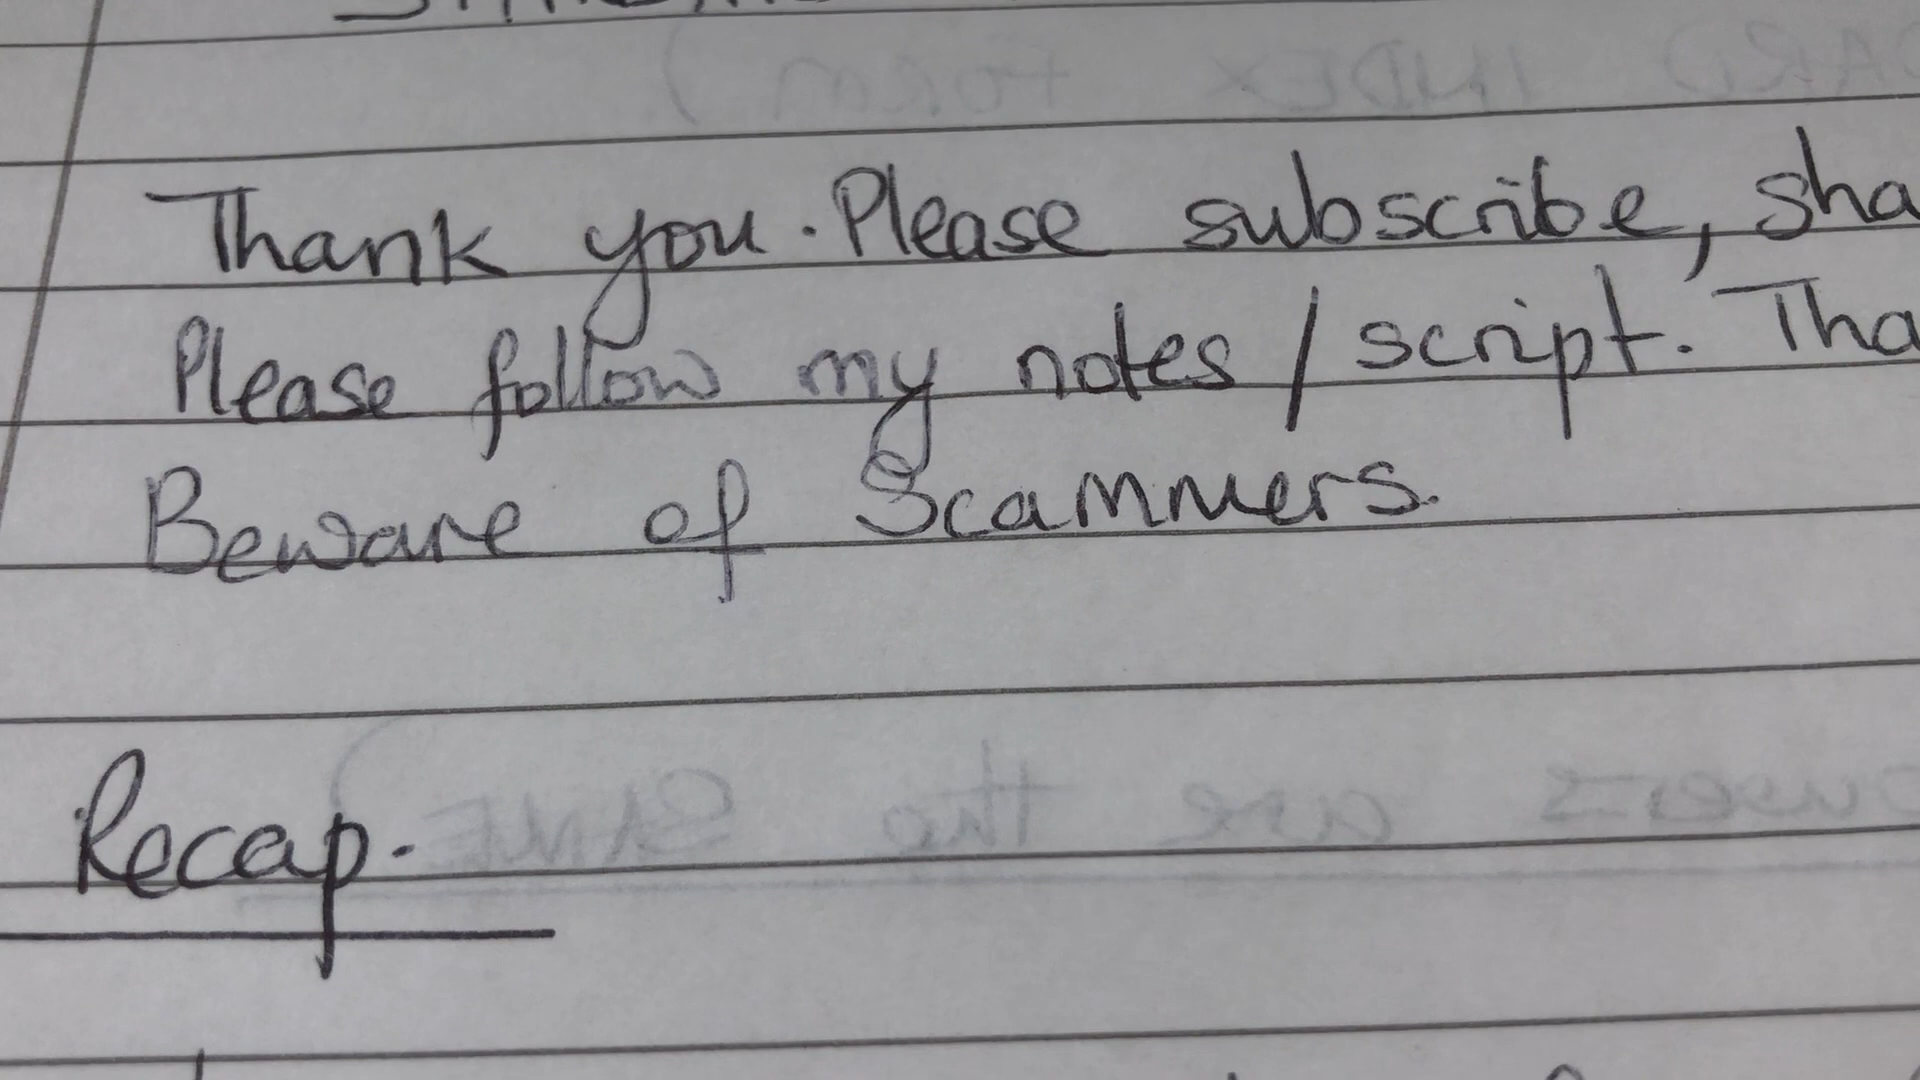 Thank you. Please subscribe, sha
Please follow my notes / script. Tha
Beware of Scammers.
Recap.